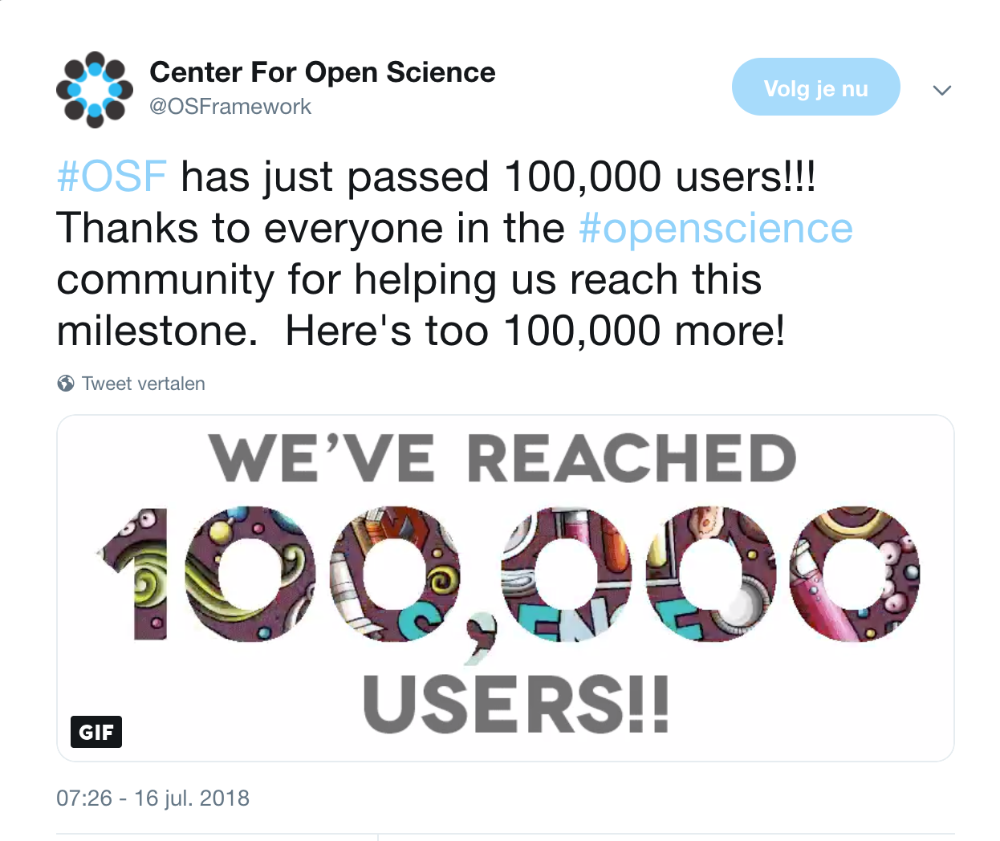 Center For Open Science
@OSFramework
Volg je nu
#OSF has just passed 100,000 users!!!
Thanks to everyone in the #openscience
community for helping us reach this
milestone.  Here's too 100,000 more!
Tweet vertalen
WE'VE REACHED
100,000
USERS!!
GIF
07:26 - 16 jul. 2018